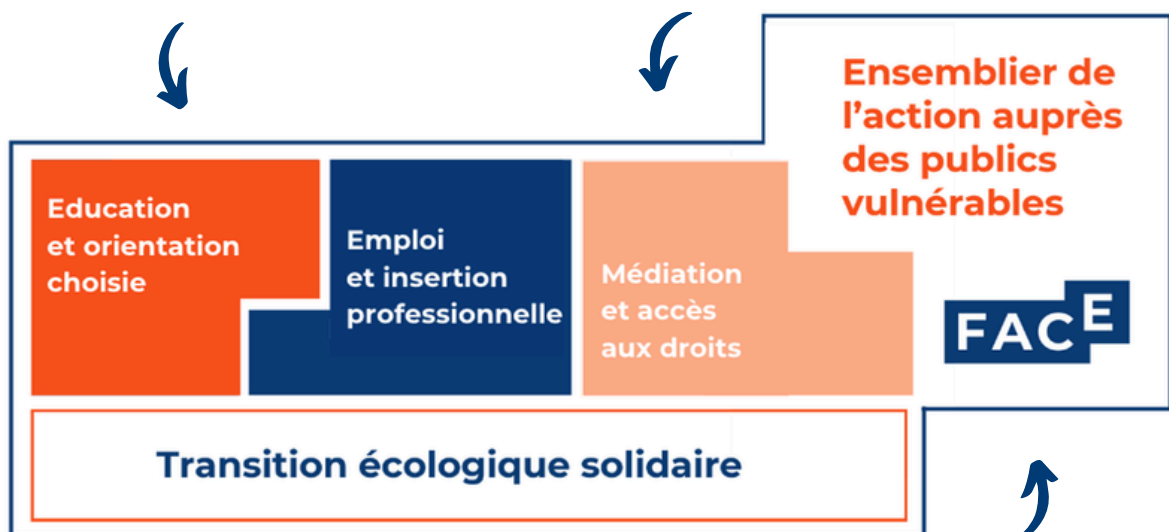 Ensemblier de
l’action auprès
des publics
vulnérables
Education
et orientation
choisie
Emploi
et insertion
professionnelle
Médiation
et accès
aux droits
FACE
Transition écologique solidaire